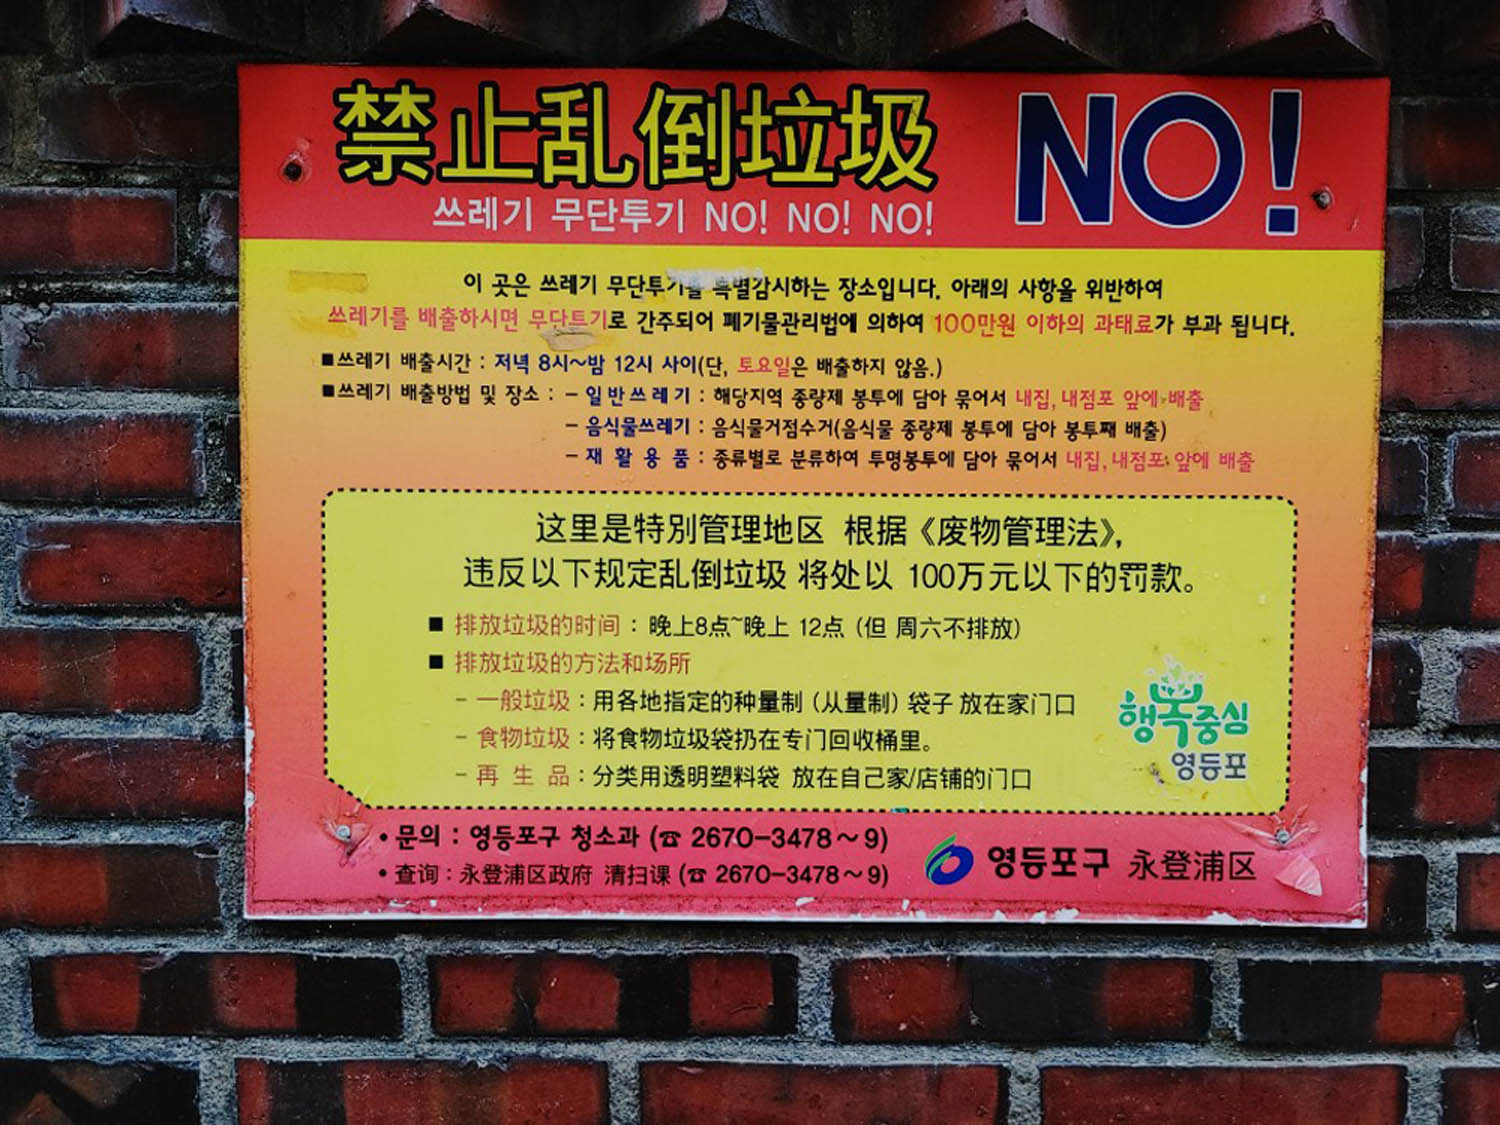 禁止乱倒垃圾 NO!
쓰레기 무단투기 NO! NO! NO!
이 곳은 쓰레기 무단투기를 특별감시하는 장소입니다. 아래의 사항을 위반하여
쓰레기를 배출하시면 무단투기로 간주되어 폐기물관리법에 의하여 100만원 이하의 과태료가 부과 됩니다.
■쓰레기 배출시간 : 저녁 8시~밤 12시 사이(단, 토요일은 배출하지 않음.)
■쓰레기 배출방법 및 장소 : - 일반쓰레기 : 해당지역 종량제 봉투에 담아 묶어서 내집, 내점포 앞에 배출
- 음식물쓰레기 : 음식물거점수거(음식물 종량제 봉투에 담아 봉투째 배출)
- 재 활 용 품 : 종류별로 분류하여 투명봉투에 담아 묶어서 내집, 내점포 앞에 배출
这里是特别管理地区 根据《废物管理法》,
违反以下规定乱倒垃圾 将处以 100万元以下的罚款。
■ 排放垃圾的时间 : 晚上8点~晚上 12点 (但 周六不排放)
■ 排放垃圾的方法和场所
- 一般垃圾 : 用各地指定的种量制 (从量制) 袋子 放在家门口
- 食物垃圾 : 将食物垃圾袋扔在专门回收桶里。
- 再 生 品 : 分类用透明塑料袋 放在自己家/店铺的门口
행복중심
영등포
• 문의 : 영등포구 청소과 (☎ 2670-3478~9)
• 查询 : 永登浦区政府 清扫课 (☎ 2670-3478~9)
영등포구 永登浦区